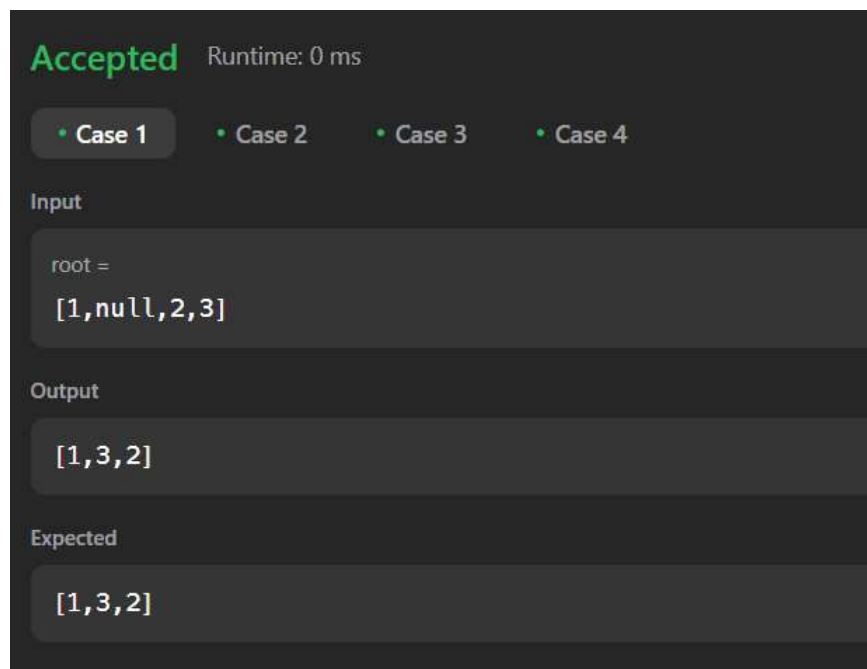 Accepted Runtime: 0 ms
• Case 1 • Case 2 • Case 3 • Case 4
Input
root =
[1,null,2,3]
Output
[1,3,2]
Expected
[1,3,2]